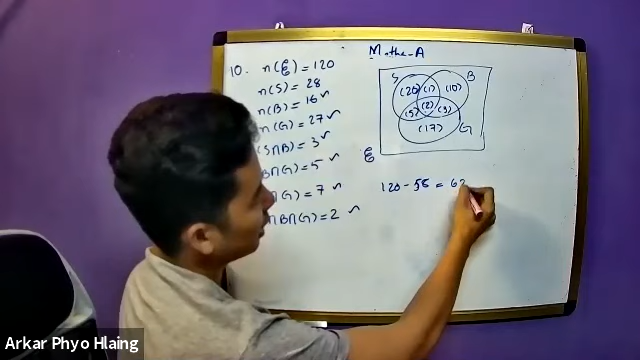 Maths-A
10. n(ℰ) = 120
n(S) = 28
n(B) = 16 ✓
n(G) = 27 ✓
(S∩B) = 3 ✓
B∩G) = 5 ✓
∩G) = 7 ✓
∩B∩G) = 2 ✓
S B
(20) (1) (10)
(2)
(5) (3)
(17) G
ℰ
120 - 58 = 62
Arkar Phyo Hlaing